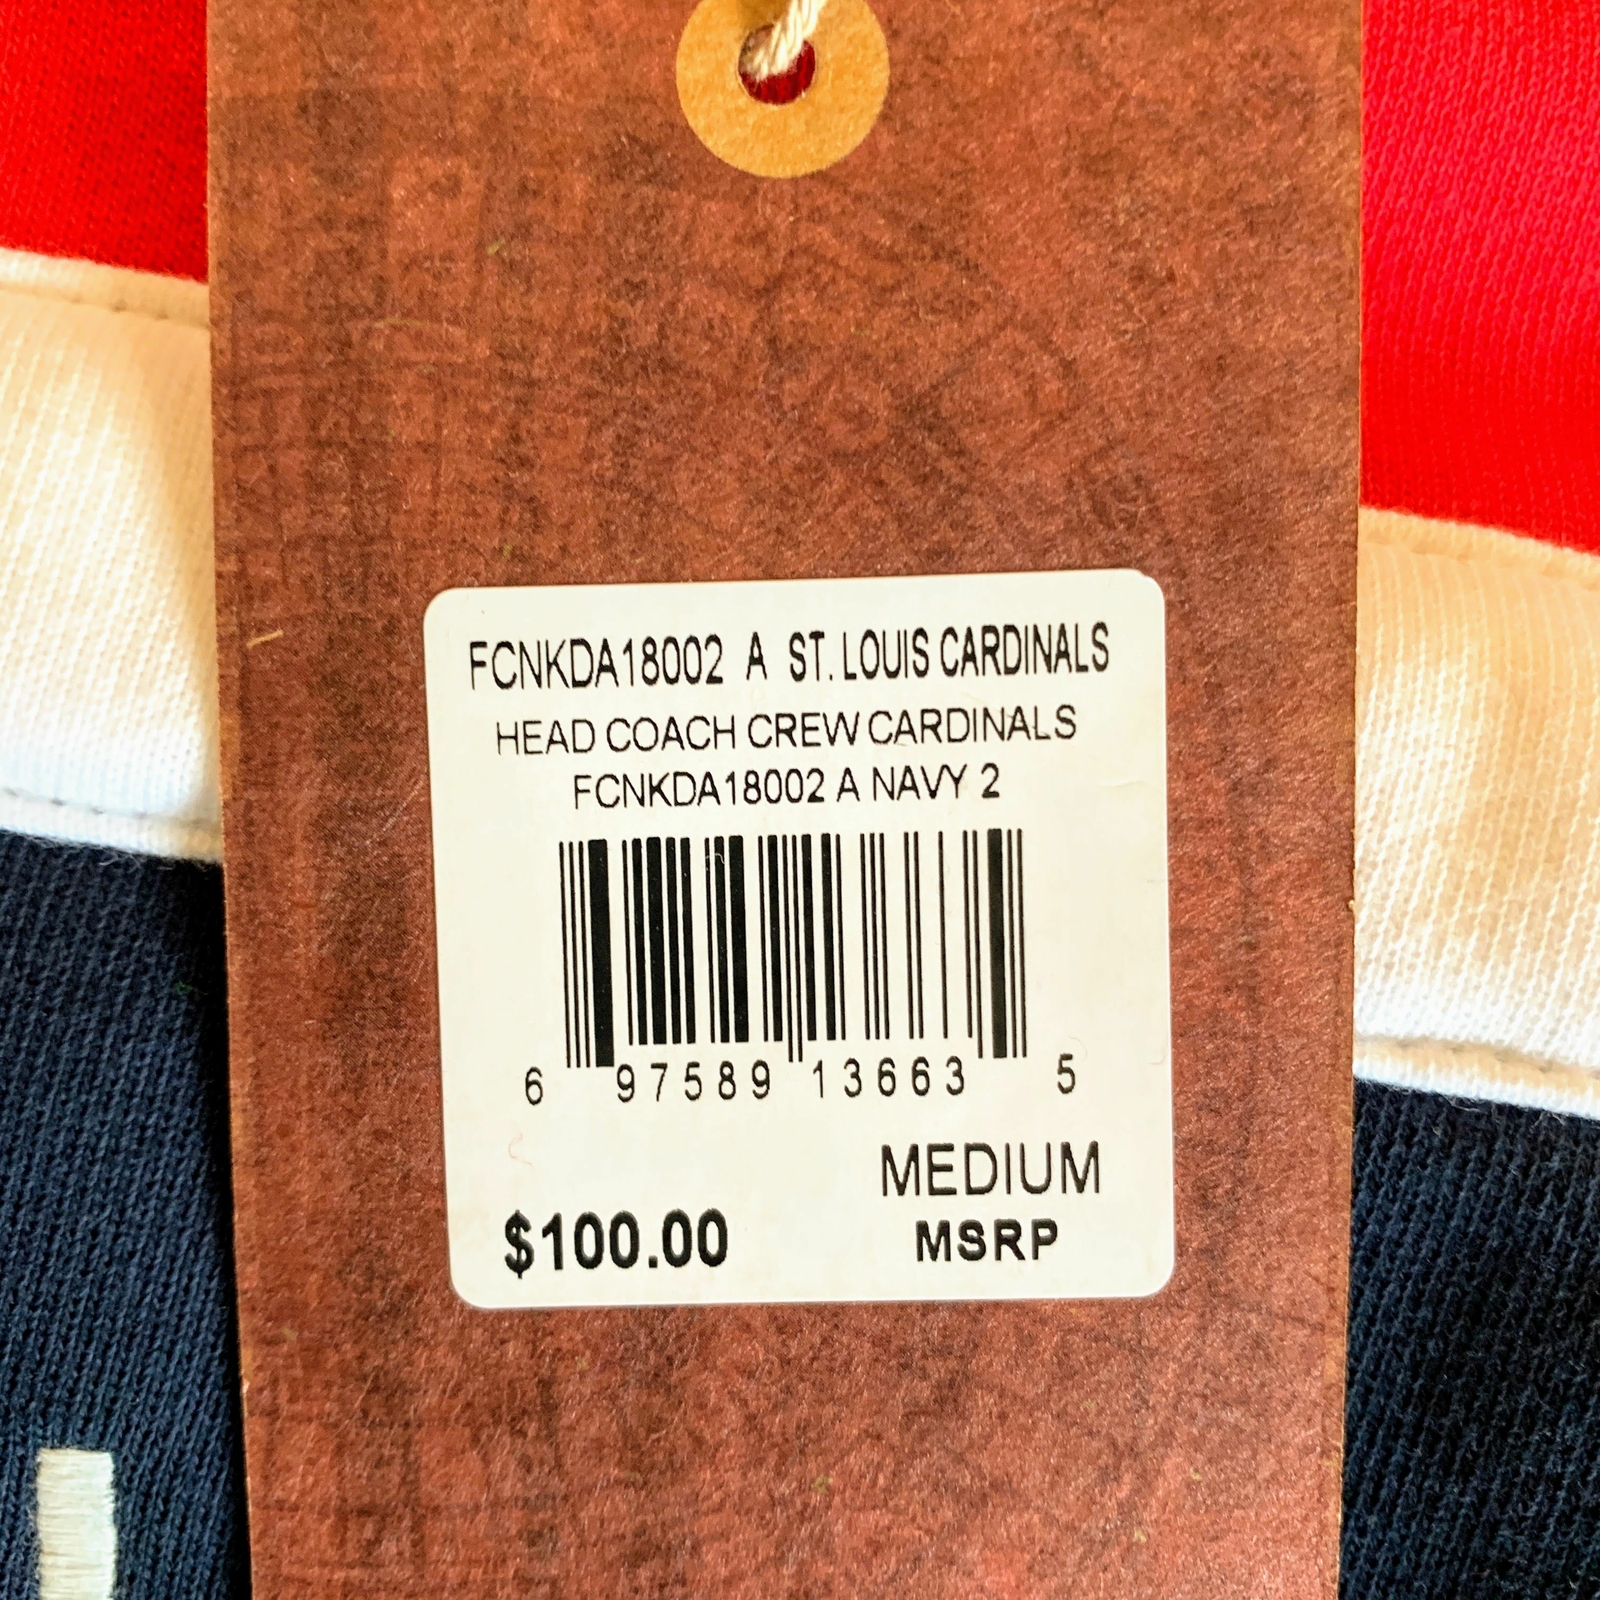 FCNKDA18002 A ST. LOUIS CARDINALS
HEAD COACH CREW CARDINALS
FCNKDA18002 A NAVY 2
6 97589 13663 5
MEDIUM
$100.00 MSRP